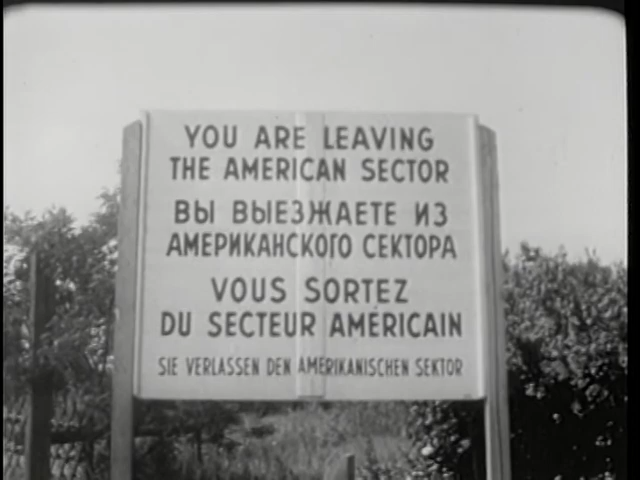 YOU ARE LEAVING
THE AMERICAN SECTOR
ВЫ ВЫЕЗЖАЕТЕ ИЗ
АМЕРИКАНСКОГО СЕКТОРА
VOUS SORTEZ
DU SECTEUR AMÉRICAIN
SIE VERLASSEN DEN AMERIKANISCHEN SEKTOR